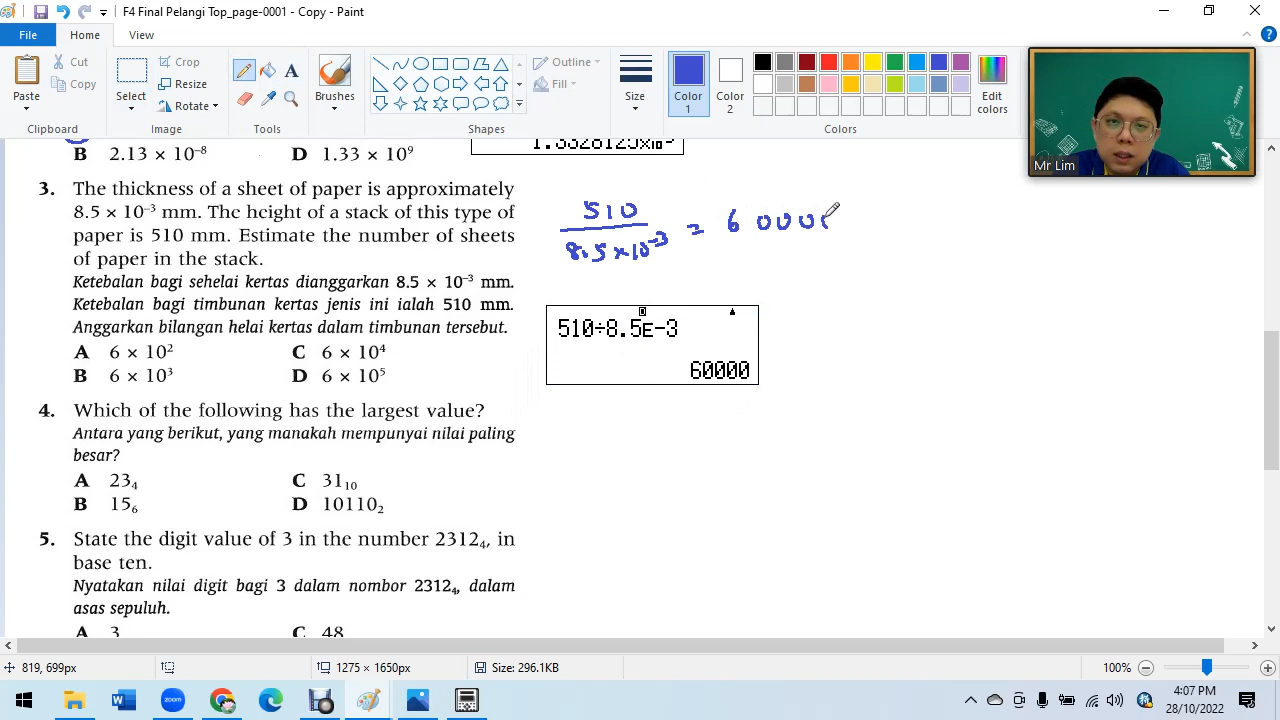 F4 Final Pelangi Top_page-0001 - Copy - Paint
File Home View
Paste Cut Copy
Clipboard
Select Crop Resize Rotate
Image
A
Tools
Brushes
Outline
Fill
Shapes
Size
Color 1
Color 2
Edit colors
Colors
Mr Lim
B 2.13 × 10⁻⁸ D 1.33 × 10⁹
3. The thickness of a sheet of paper is approximately
8.5 × 10⁻³ mm. The height of a stack of this type of
paper is 510 mm. Estimate the number of sheets
of paper in the stack.
Ketebalan bagi sehelai kertas dianggarkan 8.5 × 10⁻³ mm.
Ketebalan bagi timbunan kertas jenis ini ialah 510 mm.
Anggarkan bilangan helai kertas dalam timbunan tersebut.
A 6 × 10² C 6 × 10⁴
B 6 × 10³ D 6 × 10⁵
4. Which of the following has the largest value?
Antara yang berikut, yang manakah mempunyai nilai paling
besar?
A 23₄ C 31₁₀
B 15₆ D 10110₂
5. State the digit value of 3 in the number 2312₄, in
base ten.
Nyatakan nilai digit bagi 3 dalam nombor 2312₄, dalam
asas sepuluh.
A 3 C 48
1.3328125x10⁻⁸
510
8.5×10⁻³ = 6 000
510÷8.5E-3
60000
819, 699px 1275 × 1650px Size: 296.1KB 100%
zoom
4:07 PM
28/10/2022